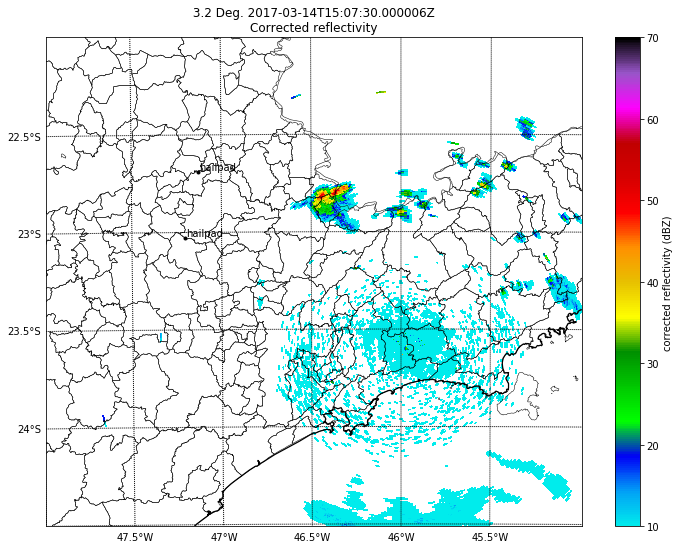 3.2 Deg. 2017-03-14T15:07:30.000006Z
Corrected reflectivity
70
60
50
40
30
20
10
corrected reflectivity (dBZ)
22.5°S
23°S
23.5°S
24°S
hailpad
hailpad
47.5°W
47°W
46.5°W
46°W
45.5°W